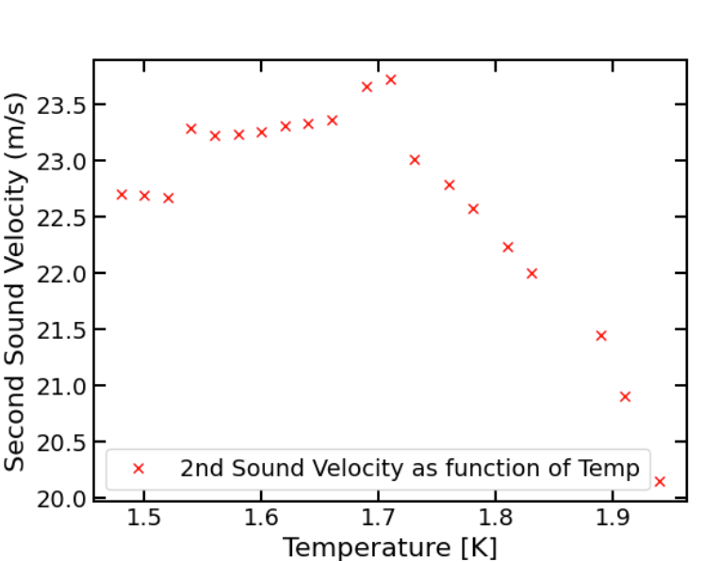 Second Sound Velocity (m/s)
23.5
23.0
22.5
22.0
21.5
21.0
20.5
20.0
2nd Sound Velocity as function of Temp
1.5 1.6 1.7 1.8 1.9
Temperature [K]